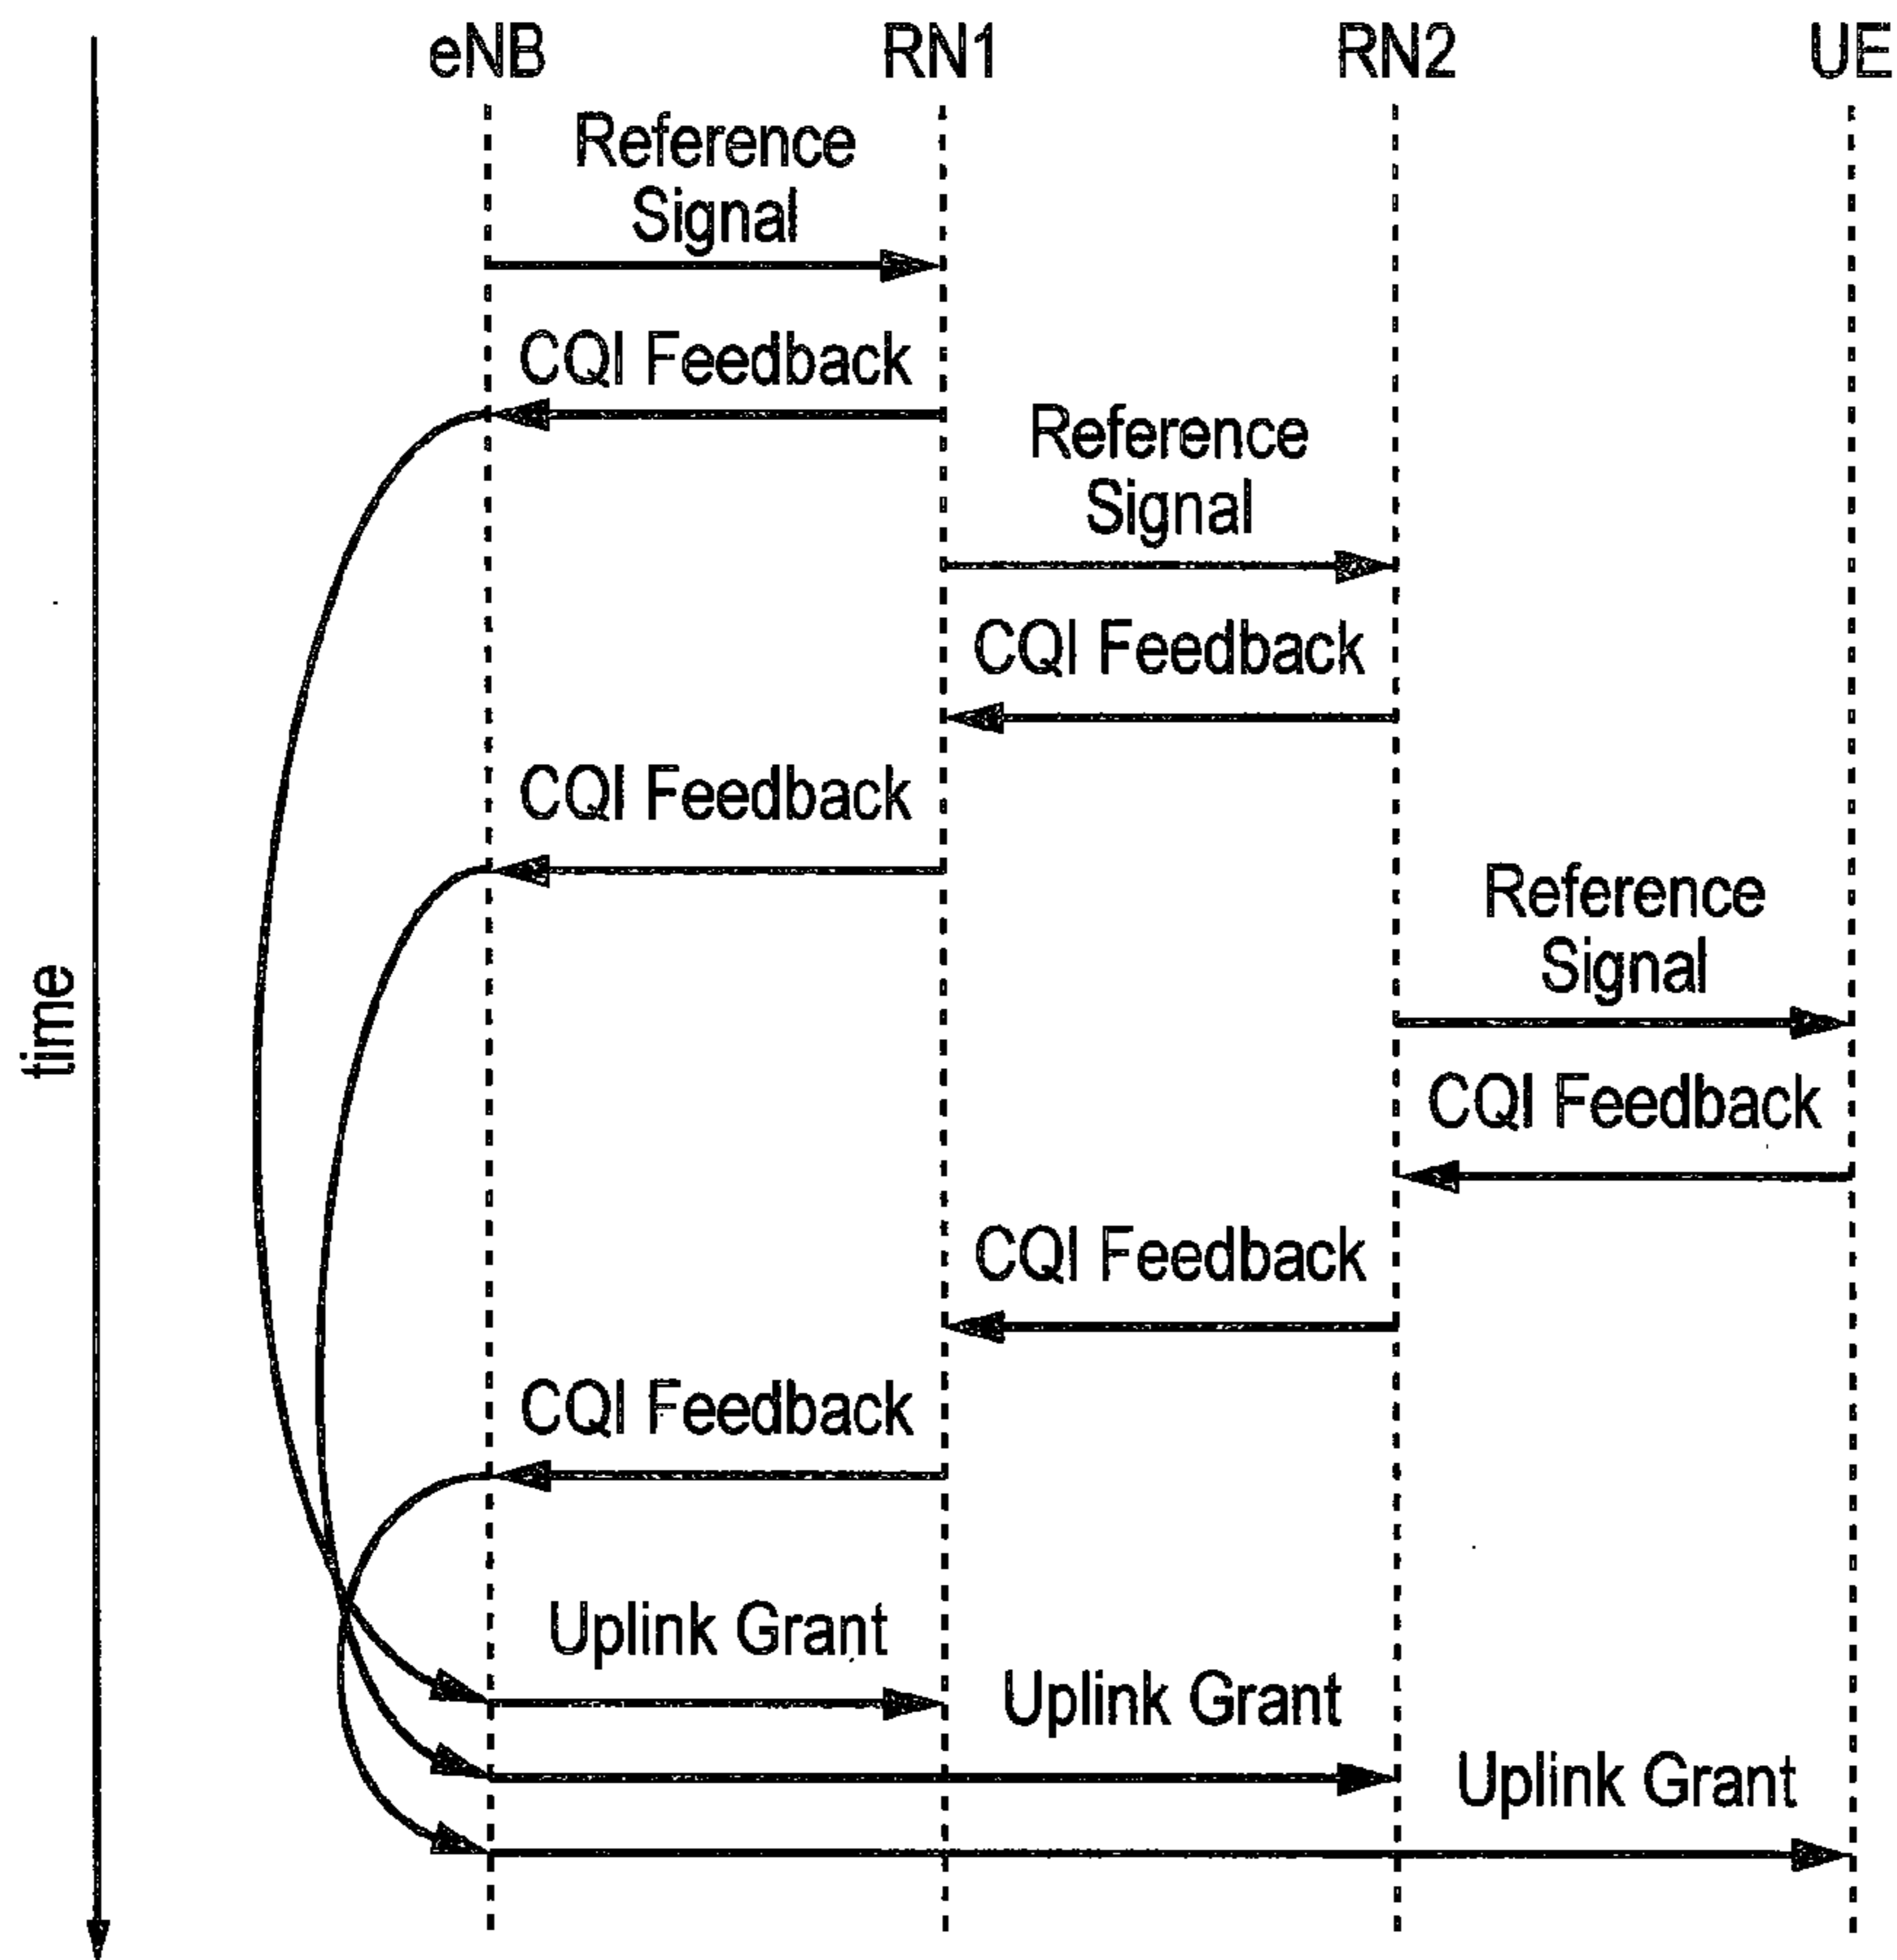 eNB RN1 RN2 UE
Reference
Signal
CQI Feedback
Reference
Signal
CQI Feedback
CQI Feedback
Reference
Signal
time
CQI Feedback
CQI Feedback
CQI Feedback
Uplink Grant
Uplink Grant
Uplink Grant